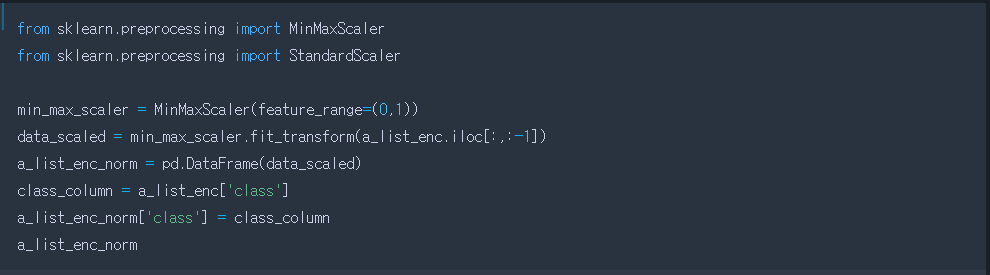 from sklearn.preprocessing import MinMaxScaler
from sklearn.preprocessing import StandardScaler
min_max_scaler = MinMaxScaler(feature_range=(0,1))
data_scaled = min_max_scaler.fit_transform(a_list_enc.iloc[:,:-1])
a_list_enc_norm = pd.DataFrame(data_scaled)
class_column = a_list_enc['class']
a_list_enc_norm['class'] = class_column
a_list_enc_norm